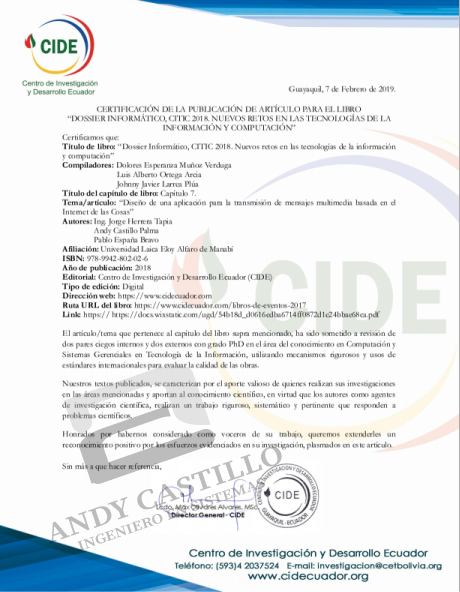 CIDE
Centro de Investigación
y Desarrollo Ecuador
Guayaquil, 7 de Febrero de 2019.
CERTIFICACIÓN DE LA PUBLICACIÓN DE ARTÍCULO PARA EL LIBRO
"DOSSIER INFORMÁTICO, CITIC 2018. NUEVOS RETOS EN LAS TECNOLOGÍAS DE LA
INFORMACIÓN Y COMPUTACIÓN"
Certificamos que:
Título de libro: "Dossier Informático, CITIC 2018. Nuevos retos en las tecnologías de la información
y computación"
Compiladores: Dolores Esperanza Muñoz Verduga
Luis Alberto Ortega Arcia
Johnny Javier Larrea Plúa
Título del capítulo de libro: Capítulo 7.
Tema/artículo: "Diseño de una aplicación para la transmisión de mensajes multimedia basada en el
Internet de las Cosas"
Autores: Ing. Jorge Herrera Tapia
Andy Castillo Palma
Pablo España Bravo
Afiliación: Universidad Laica Eloy Alfaro de Manabí
ISBN: 978-9942-802-02-6
Año de publicación: 2018
Editorial: Centro de Investigación y Desarrollo Ecuador (CIDE)
Tipo de edición: Digital
Dirección web: https://www.cidecuador.com
Ruta URL del libro: https://www.cidecuador.com/libros-de-eventos-2017
Link: https:// https://docs.wixstatic.com/ugd/
El artículo/tema que pertenece al capítulo del libro supra mencionado, ha sido sometido a revisión de
dos pares ciegos internos y dos externos con grado PhD en el área del conocimiento en Computación y
Sistemas Gerenciales en Tecnología de la Información, utilizando mecanismos rigurosos y usos de
estándares internacionales para evaluar la calidad de las obras.
Nuestros textos publicados, se caracterizan por el aporte valioso de quienes realizan sus investigaciones
en las áreas mencionadas y aportan al conocimiento científico, en virtud que los autores como agentes
de investigación científica, realizan un trabajo riguroso, sistemático y pertinente que responden a
problemas científicos.
Honrados por habernos considerado como voceros de su trabajo, queremos extenderles un
reconocimiento positivo por los esfuerzos evidenciados en su investigación, plasmados en este artículo.
Sin más a que hacer referencia,
ANDY CASTILLO
INGENIERO SISTEMAS
Director General - CIDE
CIDE
GUAYAQUIL - ECUADOR
Centro de Investigación y Desarrollo Ecuador
Teléfono: (593)4 2037524 E-mail: investigacion@cetbolivia.org
www.cidecuador.org